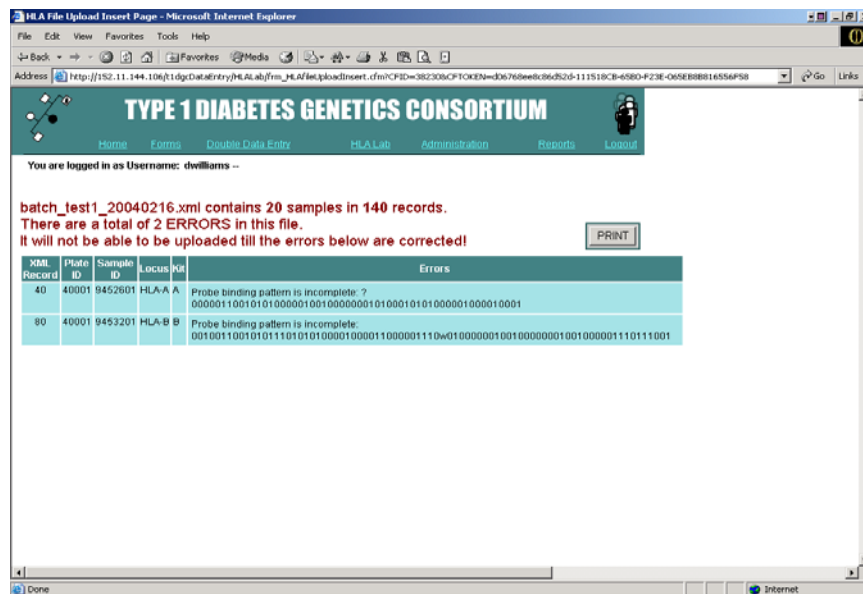 HLA File Upload Insert Page - Microsoft Internet Explorer
File Edit View Favorites Tools Help
Back Favorites Media
Address http://152.11.144.106/t1dgcDataEntry/HLALab/frm_HLAfileUploadInsert.cfm?CFID=38230&CFTOKEN=d06768ee8c86d52d-111518CB-65B0-F23E-065EB8B816556F58 Go Links
TYPE 1 DIABETES GENETICS CONSORTIUM
Home Forms Double Data Entry HLA Lab Administration Reports Logout
You are logged in as Username: dwilliams --
batch_test1_20040216.xml contains 20 samples in 140 records.
There are a total of 2 ERRORS in this file.
It will not be able to be uploaded till the errors below are corrected!
PRINT
XML Record Plate ID Sample ID Locus Kit Errors
40 40001 9452601 HLA-A A Probe binding pattern is incomplete: ?
0000011001010100000100100000001010001010100000100001​0001
80 40001 9453201 HLA-B B Probe binding pattern is incomplete:
00100110010101110101010000100001100000​1110w01000000100100000001001000001110111001
Done Internet